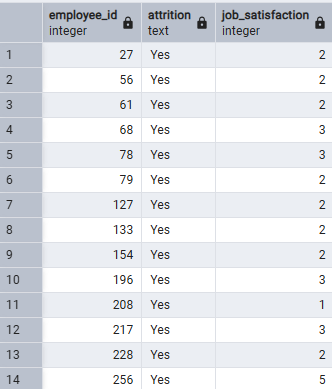 employee_id attrition job_satisfaction
integer text integer
1 27 Yes 2
2 56 Yes 2
3 61 Yes 2
4 68 Yes 3
5 78 Yes 3
6 79 Yes 2
7 127 Yes 2
8 133 Yes 2
9 154 Yes 2
10 196 Yes 3
11 208 Yes 1
12 217 Yes 3
13 228 Yes 2
14 256 Yes 5